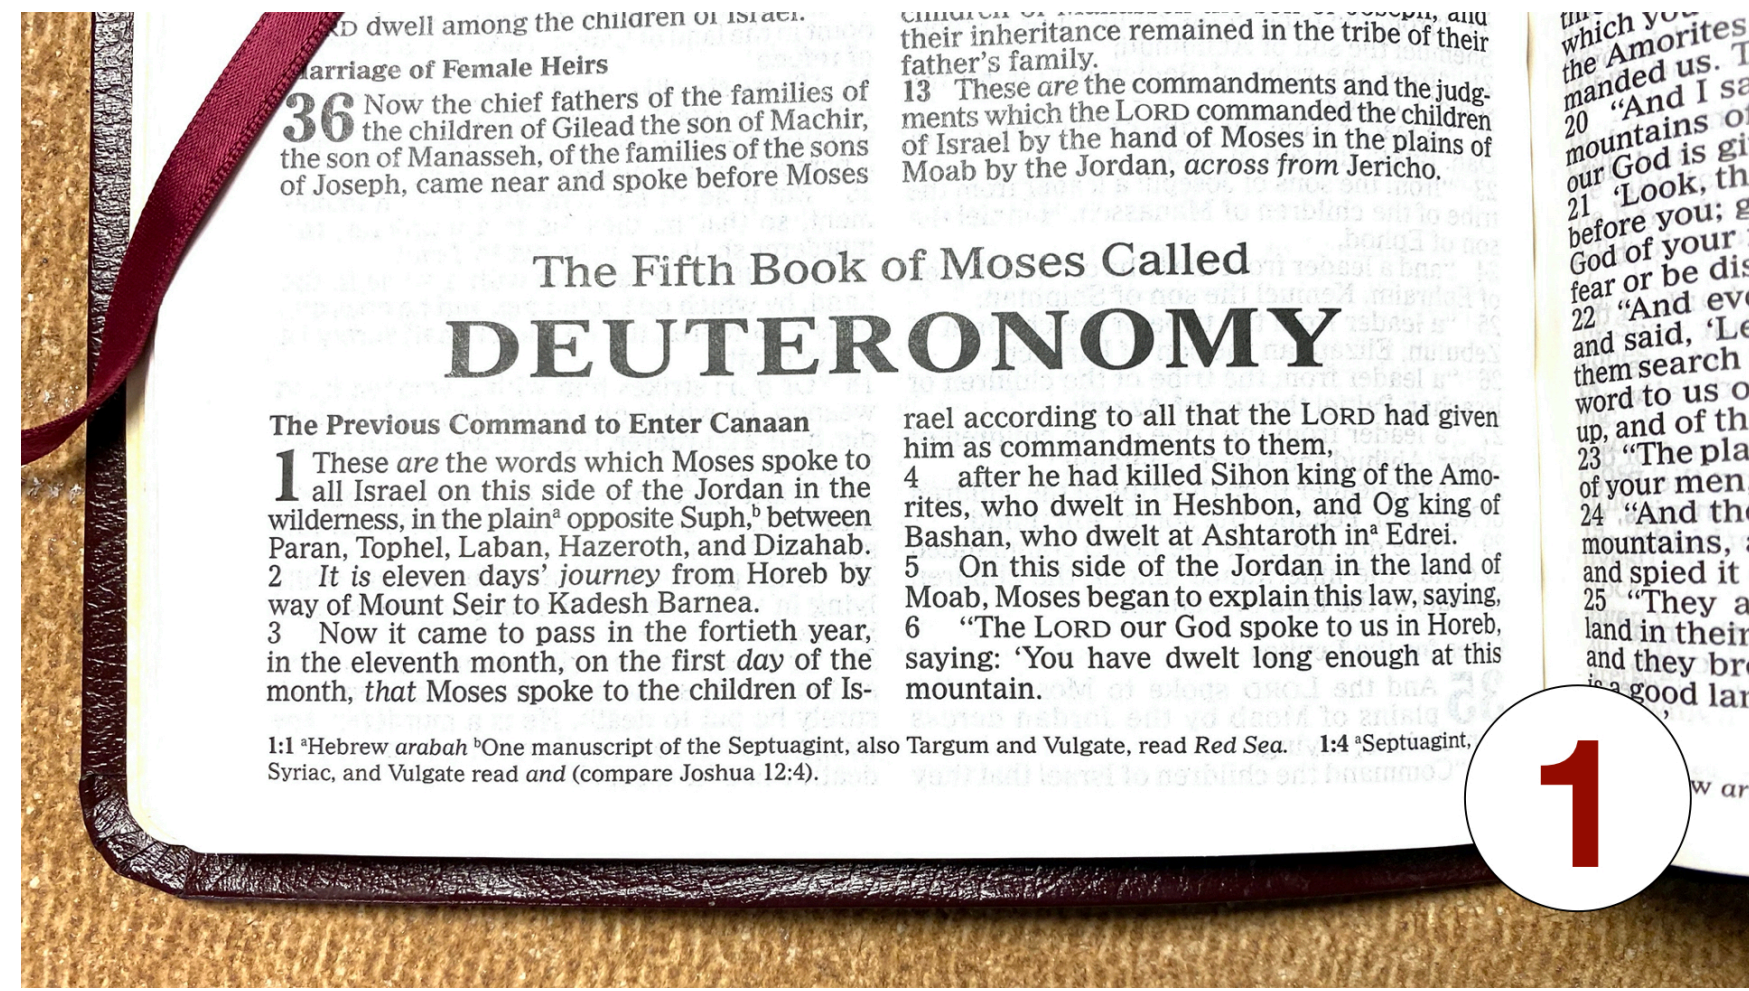 dwell among the children of Israel.
Marriage of Female Heirs
36 Now the chief fathers of the families of
the children of Gilead the son of Machir,
the son of Manasseh, of the families of the sons
of Joseph, came near and spoke before Moses
children of Manasseh the son of Joseph, and
their inheritance remained in the tribe of their
father's family.
13 These are the commandments and the judg-
ments which the LORD commanded the children
of Israel by the hand of Moses in the plains of
Moab by the Jordan, across from Jericho.
The Fifth Book of Moses Called
DEUTERONOMY
The Previous Command to Enter Canaan
1 These are the words which Moses spoke to
all Israel on this side of the Jordan in the
wilderness, in the plainᵃ opposite Suph,ᵇ between
Paran, Tophel, Laban, Hazeroth, and Dizahab.
2 It is eleven days' journey from Horeb by
way of Mount Seir to Kadesh Barnea.
3 Now it came to pass in the fortieth year,
in the eleventh month, on the first day of the
month, that Moses spoke to the children of Is-
rael according to all that the LORD had given
him as commandments to them,
4 after he had killed Sihon king of the Amo-
rites, who dwelt in Heshbon, and Og king of
Bashan, who dwelt at Ashtaroth inᵃ Edrei.
5 On this side of the Jordan in the land of
Moab, Moses began to explain this law, saying,
6 “The LORD our God spoke to us in Horeb,
saying: ‘You have dwelt long enough at this
mountain.
1:1 ᵃHebrew arabah ᵇOne manuscript of the Septuagint, also Targum and Vulgate, read Red Sea. 1:4 ᵃSeptuagint,
Syriac, and Vulgate read and (compare Joshua 12:4).
which you
the Amorites
manded us.
20 “And I
mountains
our God is
21 ‘Look,
before you;
God of your
fear or be
22 “And
and said,
them search
word to us
up, and of
23 “The
of your men
24 “And
mountains,
and spied it
25 “They
land in their
and they
is a good
1